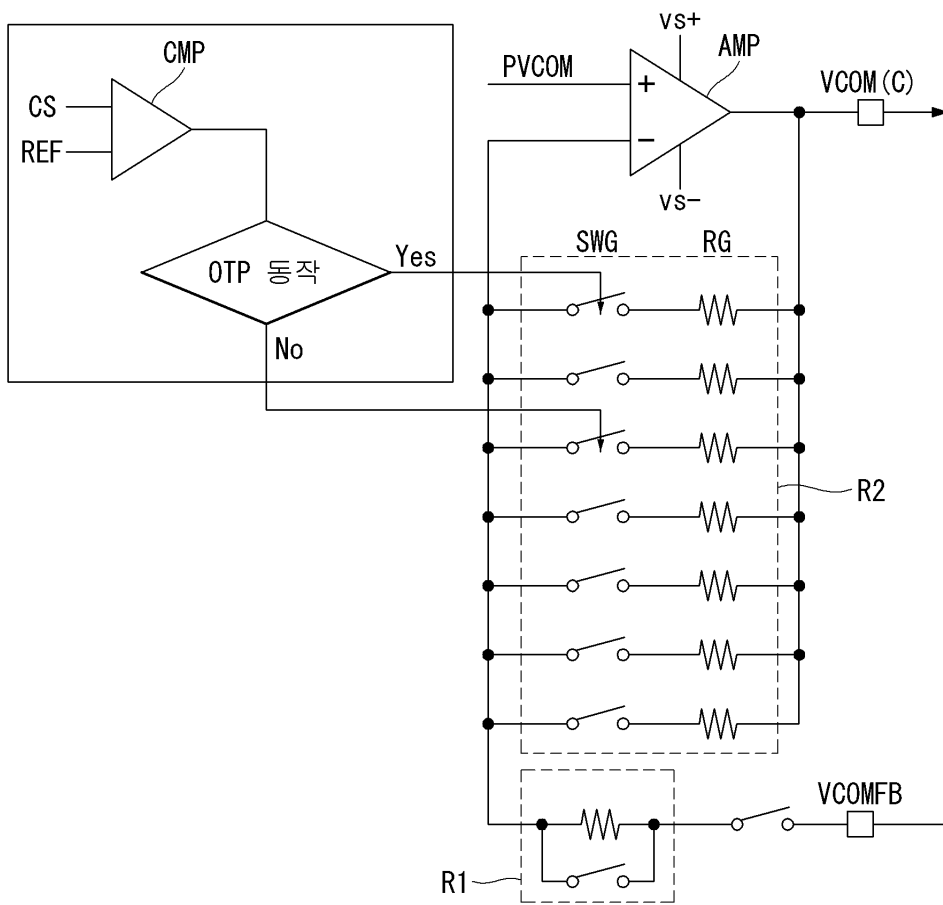 CMP
CS
REF
OTP 동작
Yes
No
vs+
AMP
PVCOM
+
−
vs−
VCOM(C)
SWG
RG
R2
VCOMFB
R1